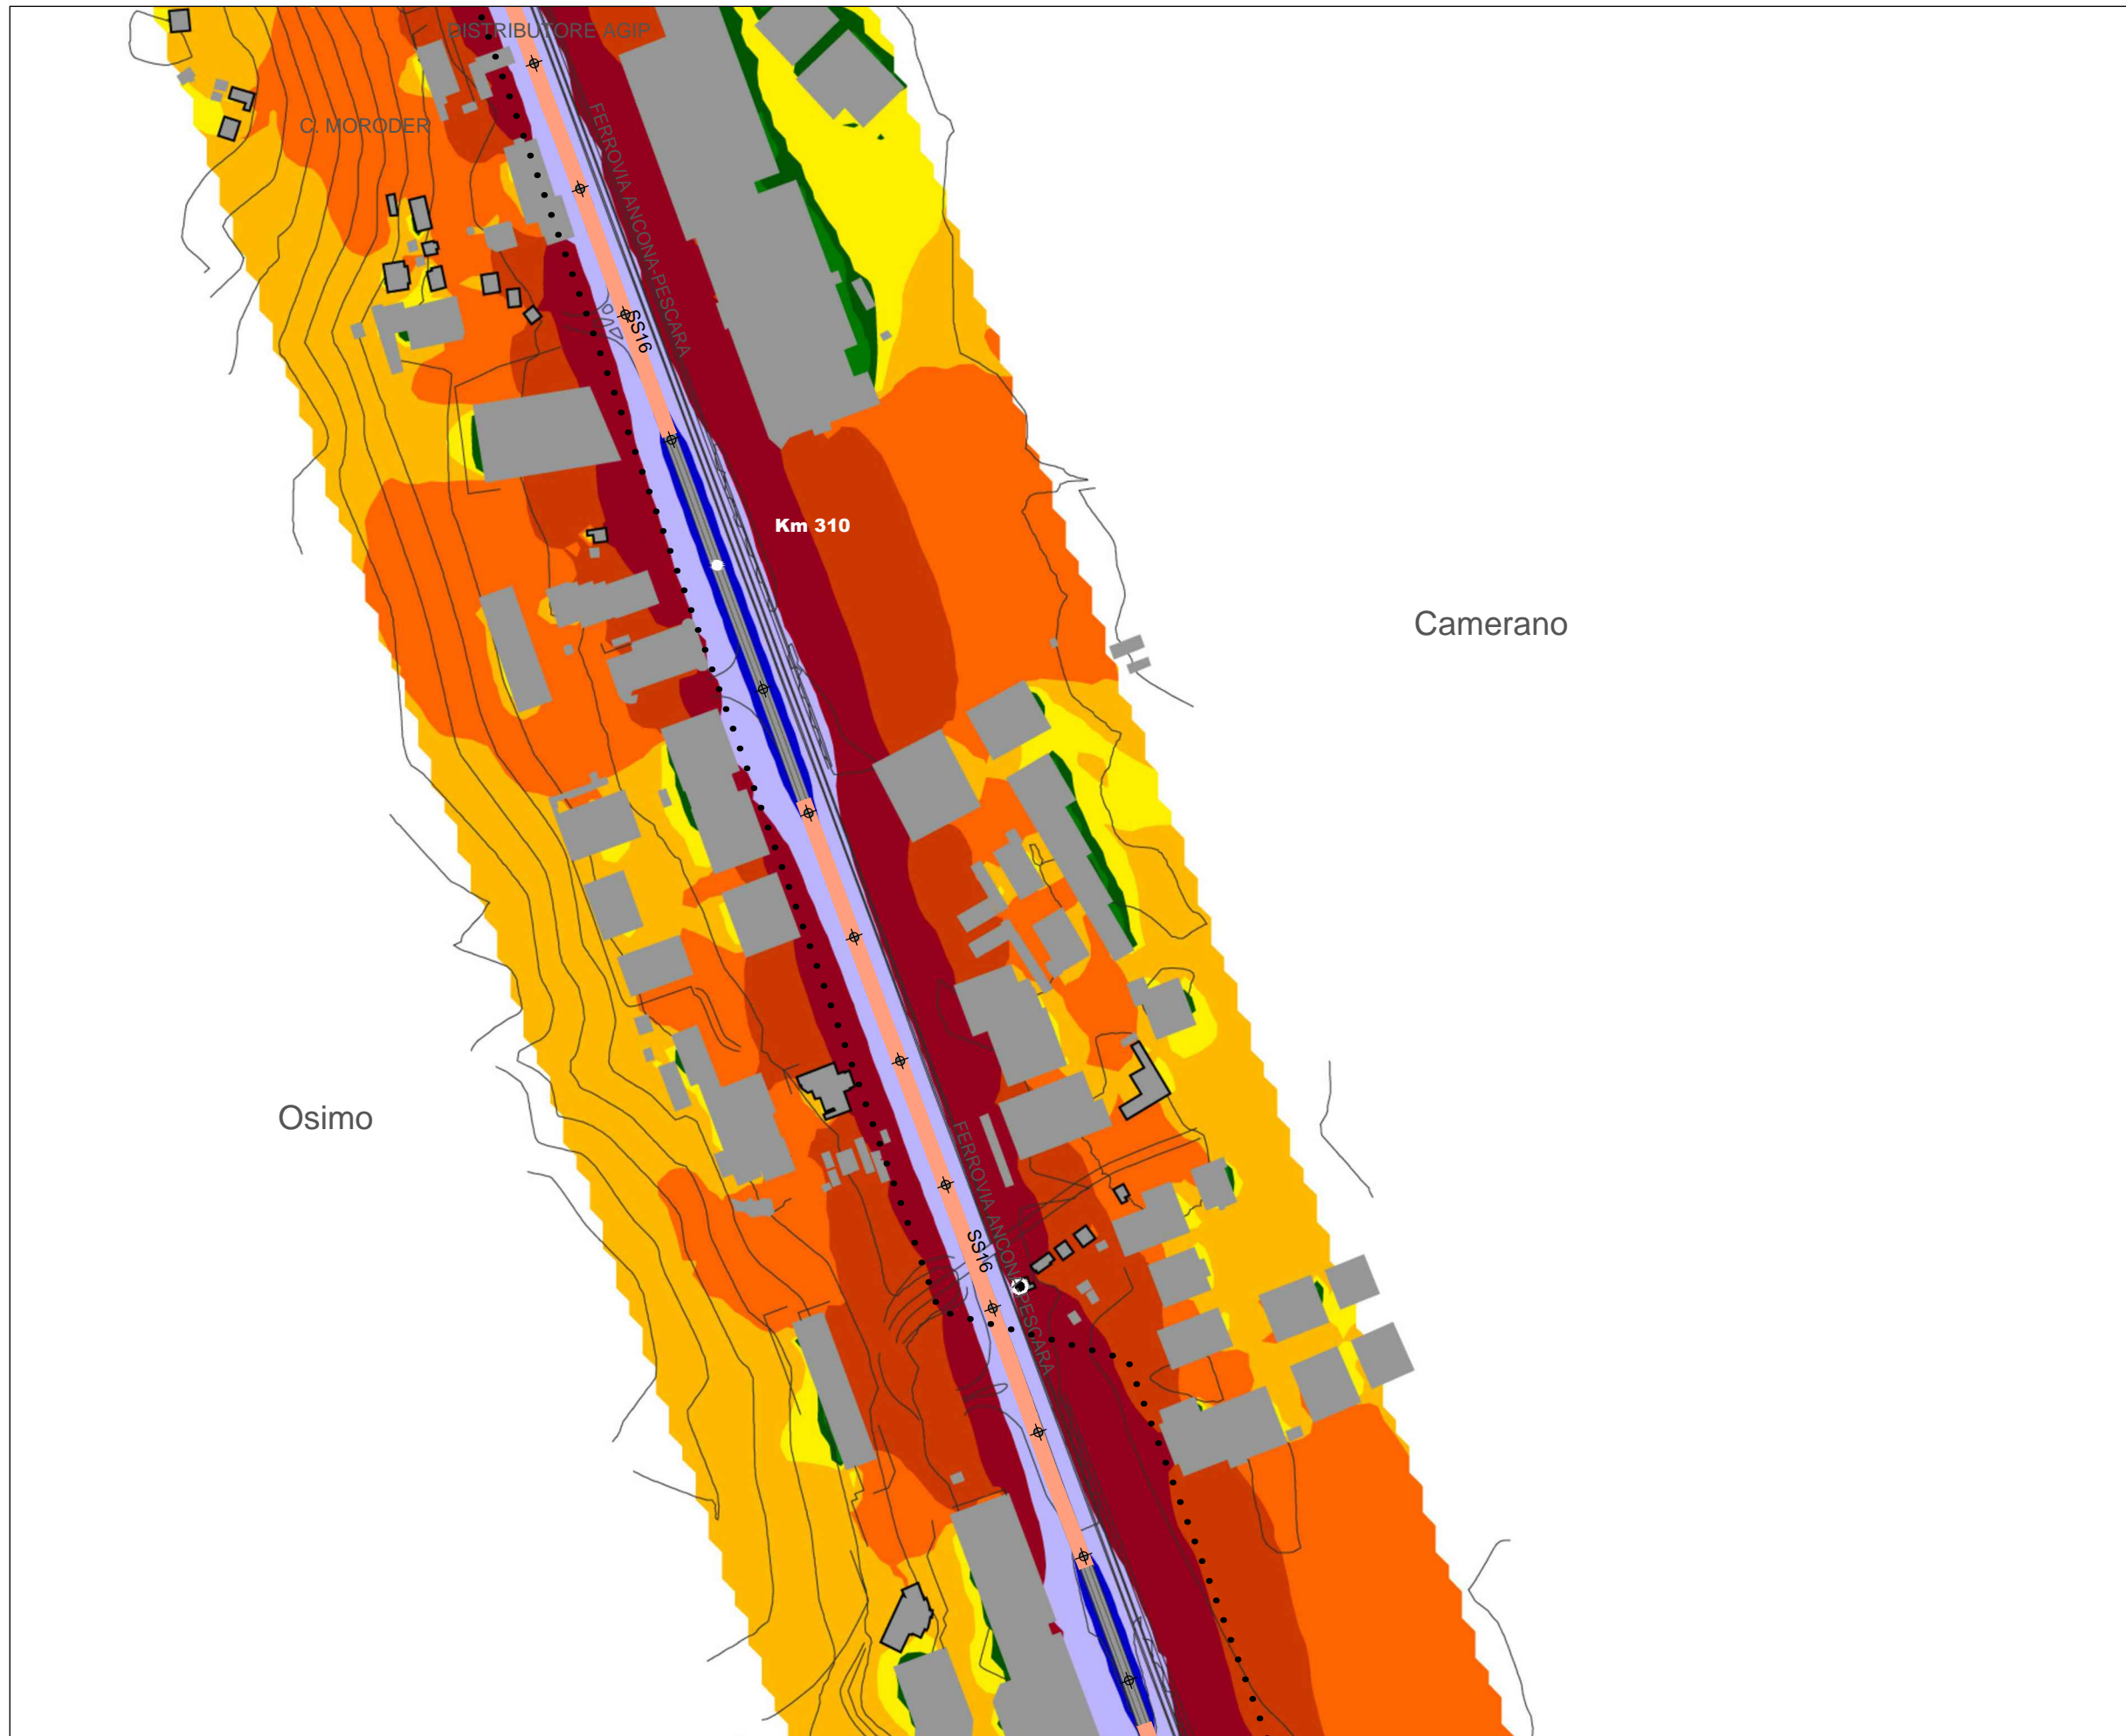 DISTRIBUTORE AGIP
C. MORODER
FERROVIA ANCONA-PESCARA
SS16
Km 310
Camerano
Osimo
FERROVIA ANCONA-PESCARA
SS16